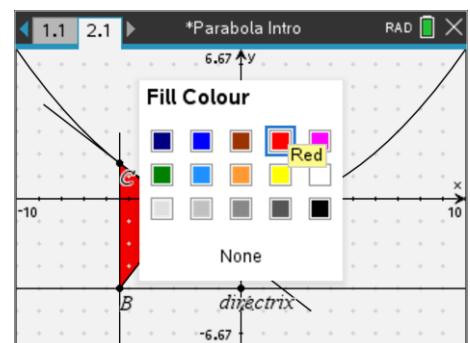 1.1 2.1 *Parabola Intro RAD
6.67 y
Fill Colour
Red
C
x
-10 10
None
B directrix
-6.67